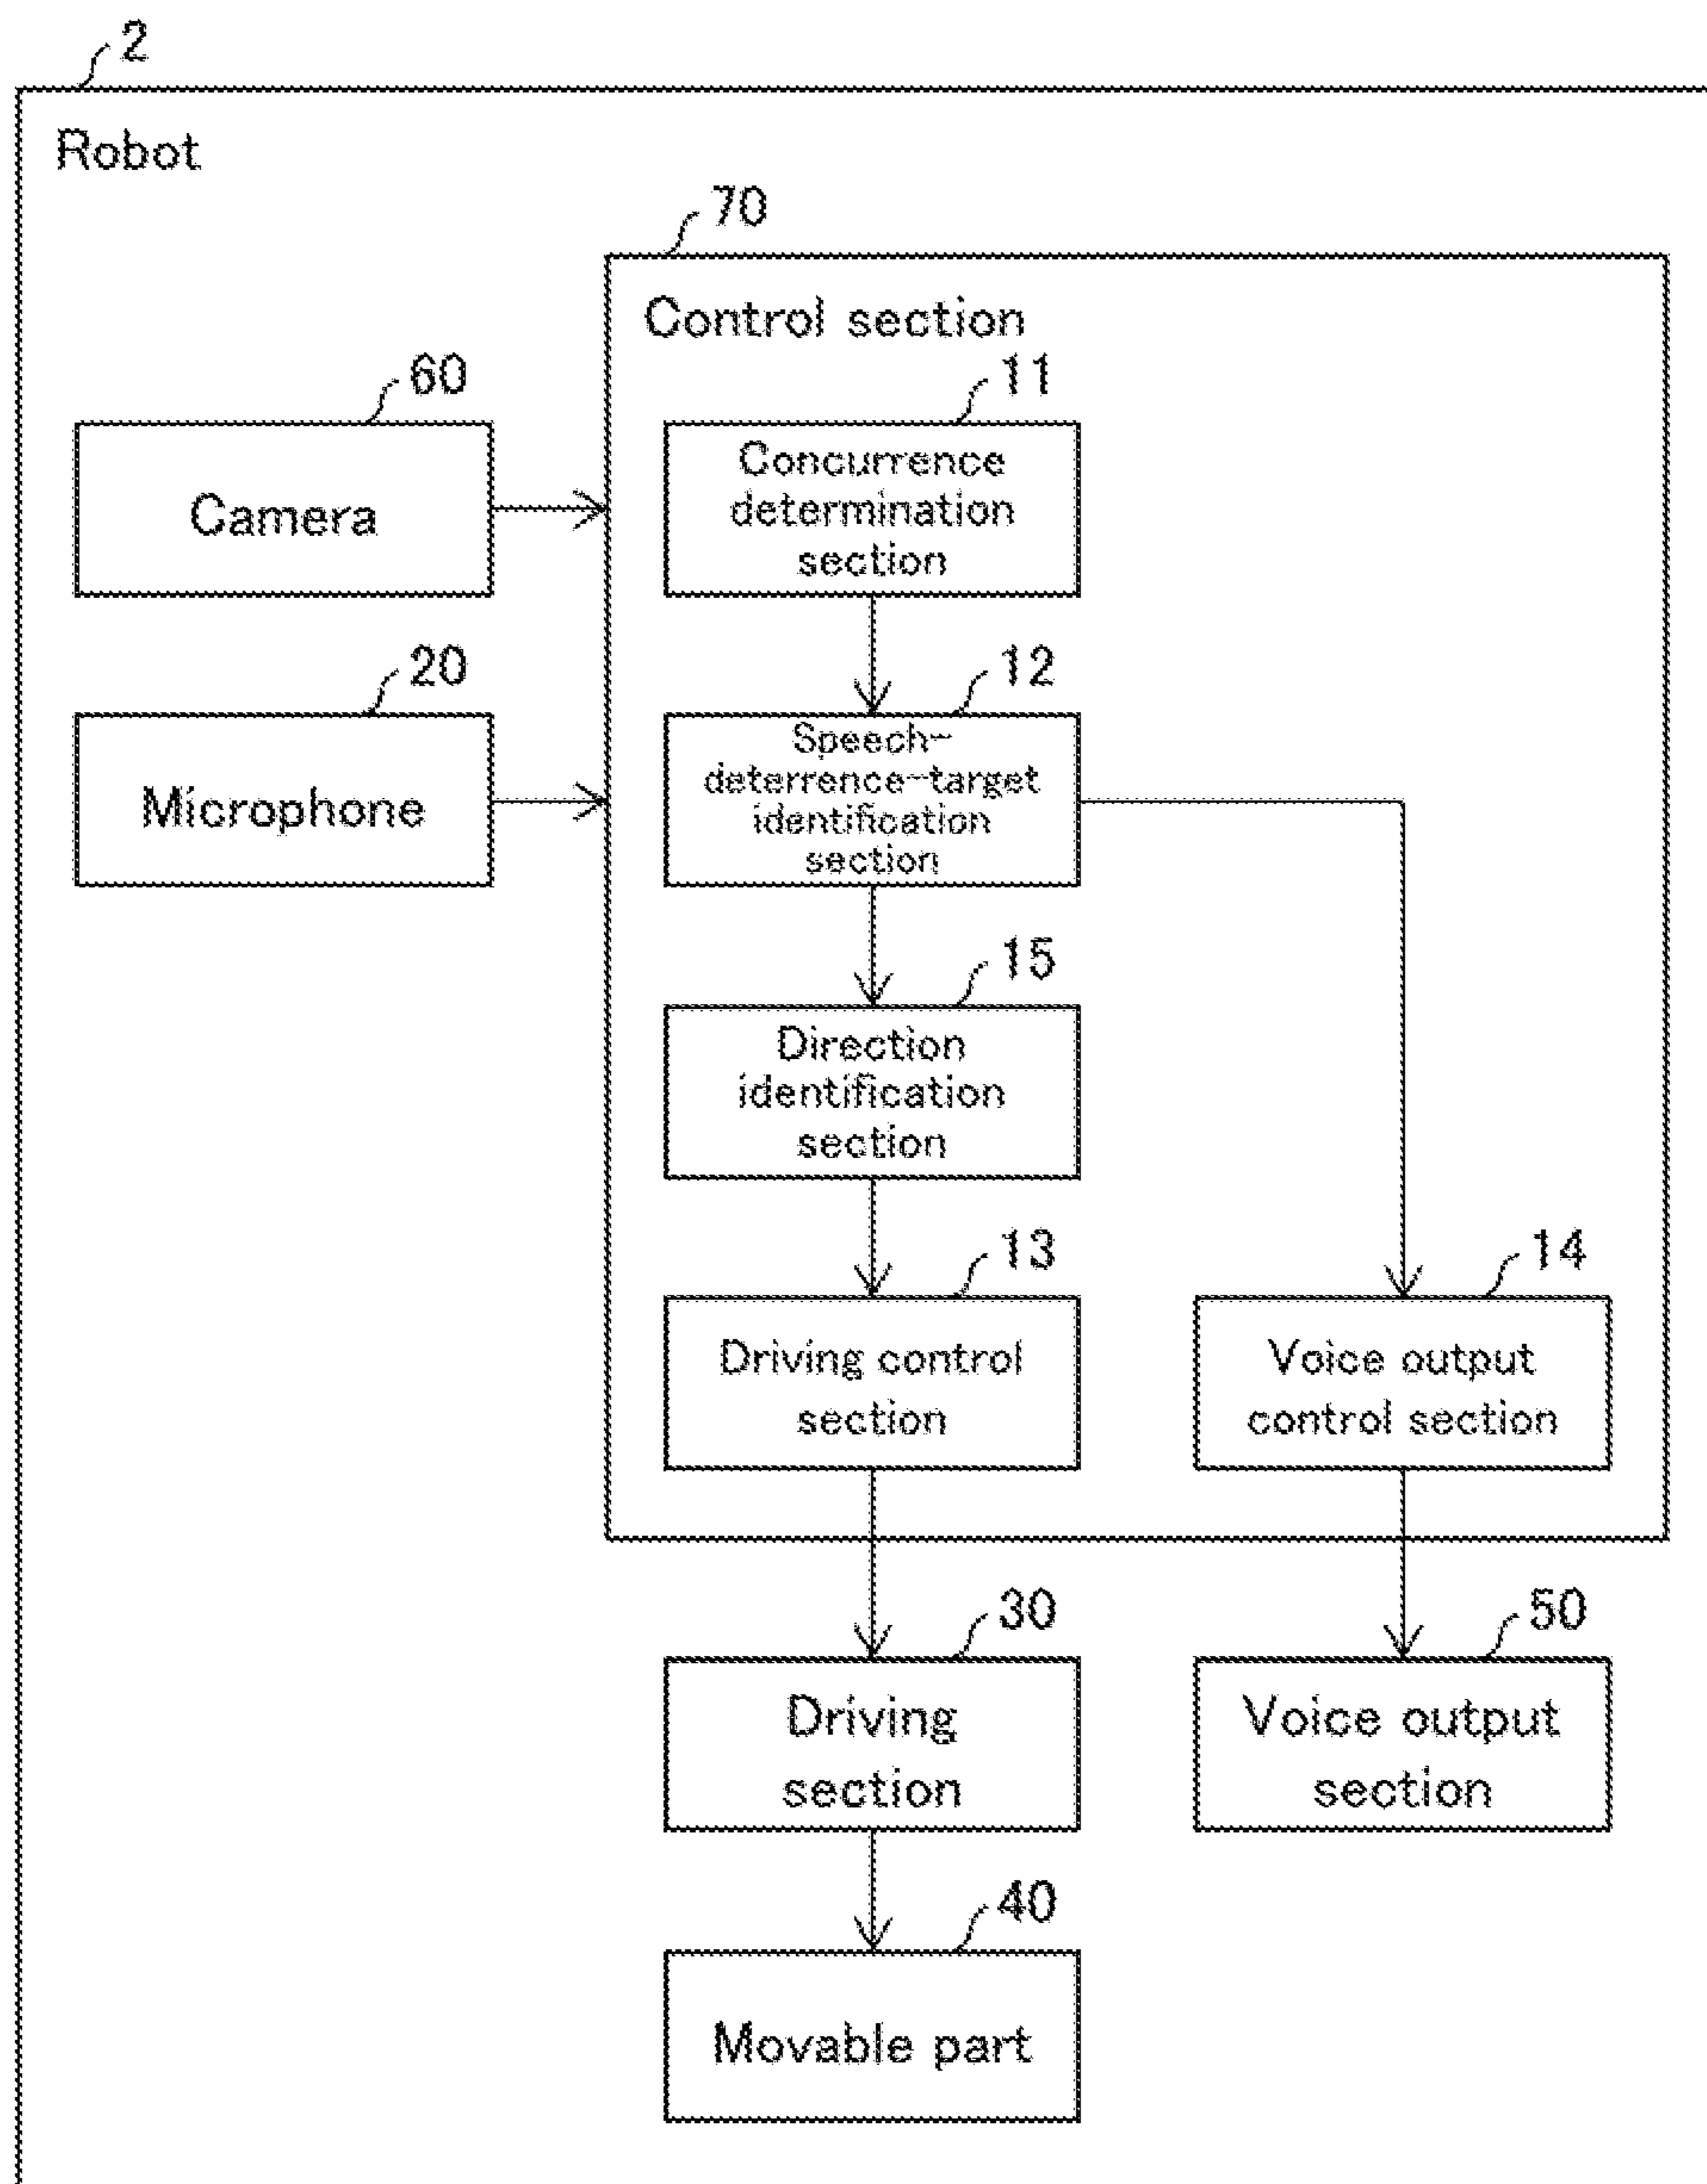 2
Robot
70
Control section
60
11
Camera
Concurrence
determination
section
20
12
Microphone
Speech-
deterrence-target
identification
section
15
Direction
identification
section
13
14
Driving control
section
Voice output
control section
30
50
Driving
section
Voice output
section
40
Movable part